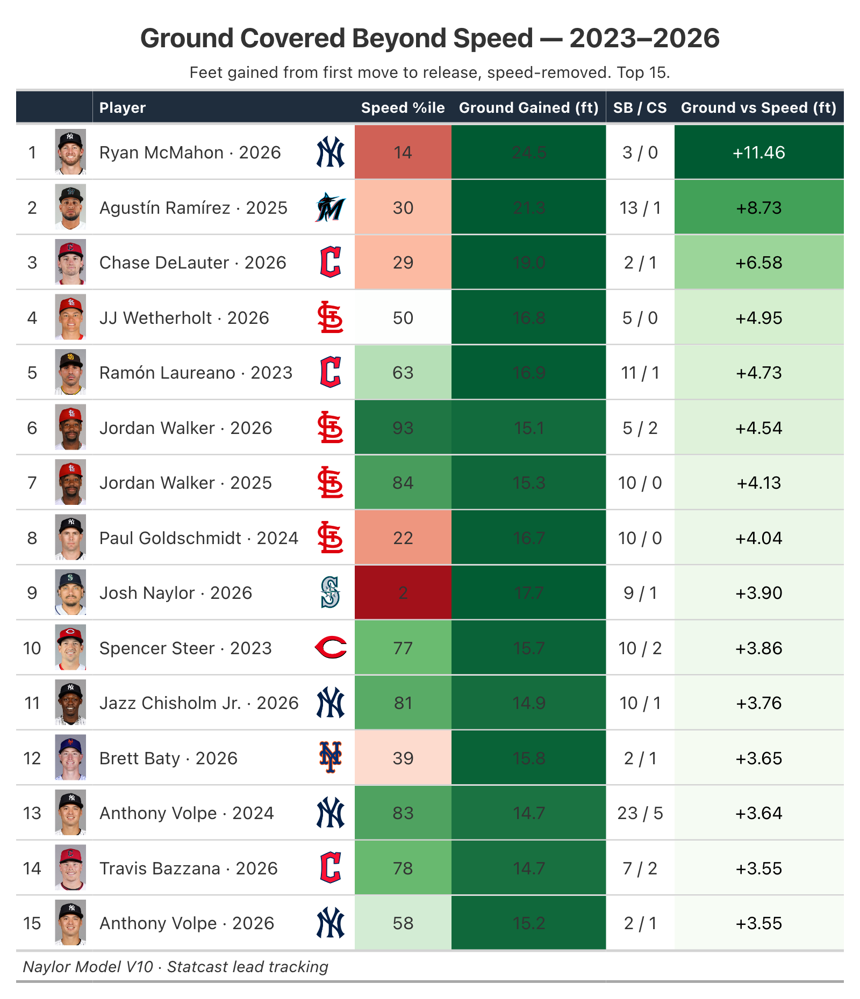 Ground Covered Beyond Speed — 2023–2026
Feet gained from first move to release, speed-removed. Top 15.
Player Speed %ile Ground Gained (ft) SB / CS Ground vs Speed (ft)
1 Ryan McMahon · 2026 14 24.5 3 / 0 +11.46
2 Agustín Ramírez · 2025 30 21.3 13 / 1 +8.73
3 Chase DeLauter · 2026 29 19.0 2 / 1 +6.58
4 JJ Wetherholt · 2026 50 16.8 5 / 0 +4.95
5 Ramón Laureano · 2023 63 16.9 11 / 1 +4.73
6 Jordan Walker · 2026 93 15.1 5 / 2 +4.54
7 Jordan Walker · 2025 84 15.3 10 / 0 +4.13
8 Paul Goldschmidt · 2024 22 16.7 10 / 0 +4.04
9 Josh Naylor · 2026 2 17.7 9 / 1 +3.90
10 Spencer Steer · 2023 77 15.7 10 / 2 +3.86
11 Jazz Chisholm Jr. · 2026 81 14.9 10 / 1 +3.76
12 Brett Baty · 2026 39 15.8 2 / 1 +3.65
13 Anthony Volpe · 2024 83 14.7 23 / 5 +3.64
14 Travis Bazzana · 2026 78 14.7 7 / 2 +3.55
15 Anthony Volpe · 2026 58 15.2 2 / 1 +3.55
Naylor Model V10 · Statcast lead tracking